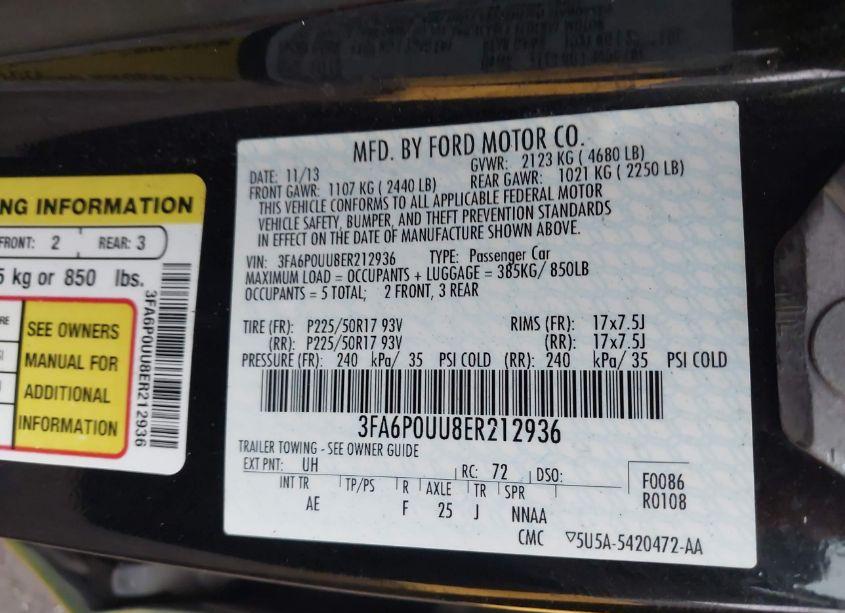 MFD. BY FORD MOTOR CO.
DATE: 11/13
GVWR: 2123 KG ( 4680 LB)
FRONT GAWR: 1107 KG ( 2440 LB)
REAR GAWR: 1021 KG ( 2250 LB)
THIS VEHICLE CONFORMS TO ALL APPLICABLE FEDERAL MOTOR
VEHICLE SAFETY, BUMPER, AND THEFT PREVENTION STANDARDS
IN EFFECT ON THE DATE OF MANUFACTURE SHOWN ABOVE.
VIN: 3FA6P0UU8ER212936 TYPE: Passenger Car
MAXIMUM LOAD = OCCUPANTS + LUGGAGE = 385KG/ 850LB
OCCUPANTS = 5 TOTAL; 2 FRONT, 3 REAR
TIRE (FR): P225/50R17 93V RIMS (FR): 17x7.5J
(RR): P225/50R17 93V (RR): 17x7.5J
PRESSURE (FR): 240 kPa/ 35 PSI COLD (RR): 240 kPa/ 35 PSI COLD
3FA6P0UU8ER212936
TRAILER TOWING - SEE OWNER GUIDE
EXT PNT: UH RC: 72 DSO:
INT TR TP/PS R AXLE TR SPR
AE F 25 J NNAA
F0086
R0108
CMC ▽5U5A-5420472-AA
NG INFORMATION
FRONT: 2 REAR: 3
5 kg or 850 lbs.
SEE OWNERS
MANUAL FOR
ADDITIONAL
INFORMATION
3FA6P0UU8ER212936